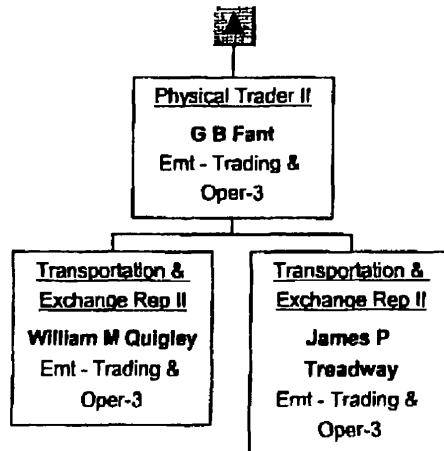 Physical Trader II
G B Fant
Emt - Trading &
Oper-3
Transportation &
Exchange Rep II
William M Quigley
Emt - Trading &
Oper-3
Transportation &
Exchange Rep II
James P
Treadway
Emt - Trading &
Oper-3